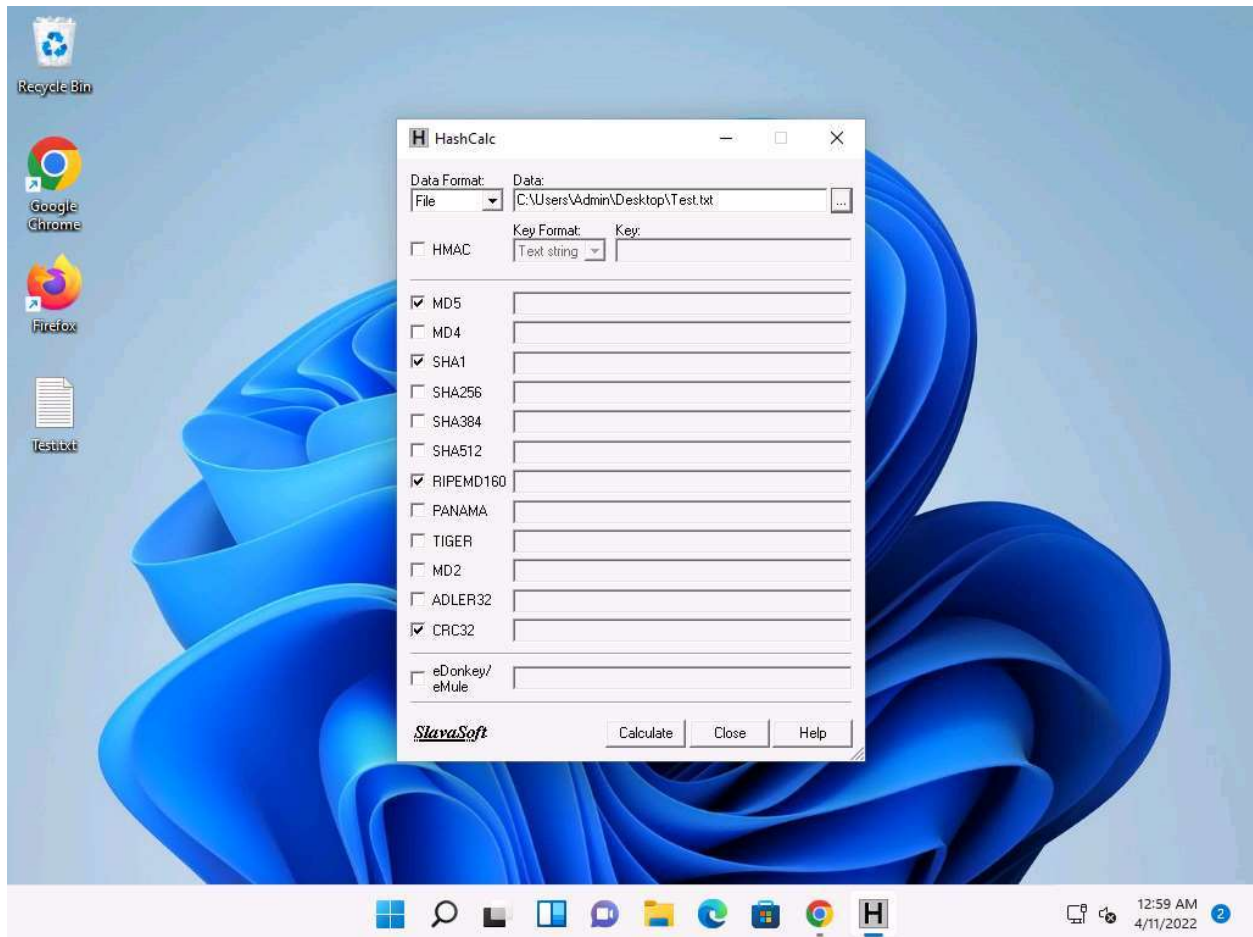 Recycle Bin
Google
Chrome
Firefox
Test.txt
H HashCalc
Data Format:
Data:
File
C:\Users\Admin\Desktop\Test.txt
...
HMAC
Key Format:
Key:
Text string
MD5
MD4
SHA1
SHA256
SHA384
SHA512
RIPEMD160
PANAMA
TIGER
MD2
ADLER32
CRC32
eDonkey/
eMule
SlavaSoft
Calculate
Close
Help
H
12:59 AM
4/11/2022
2